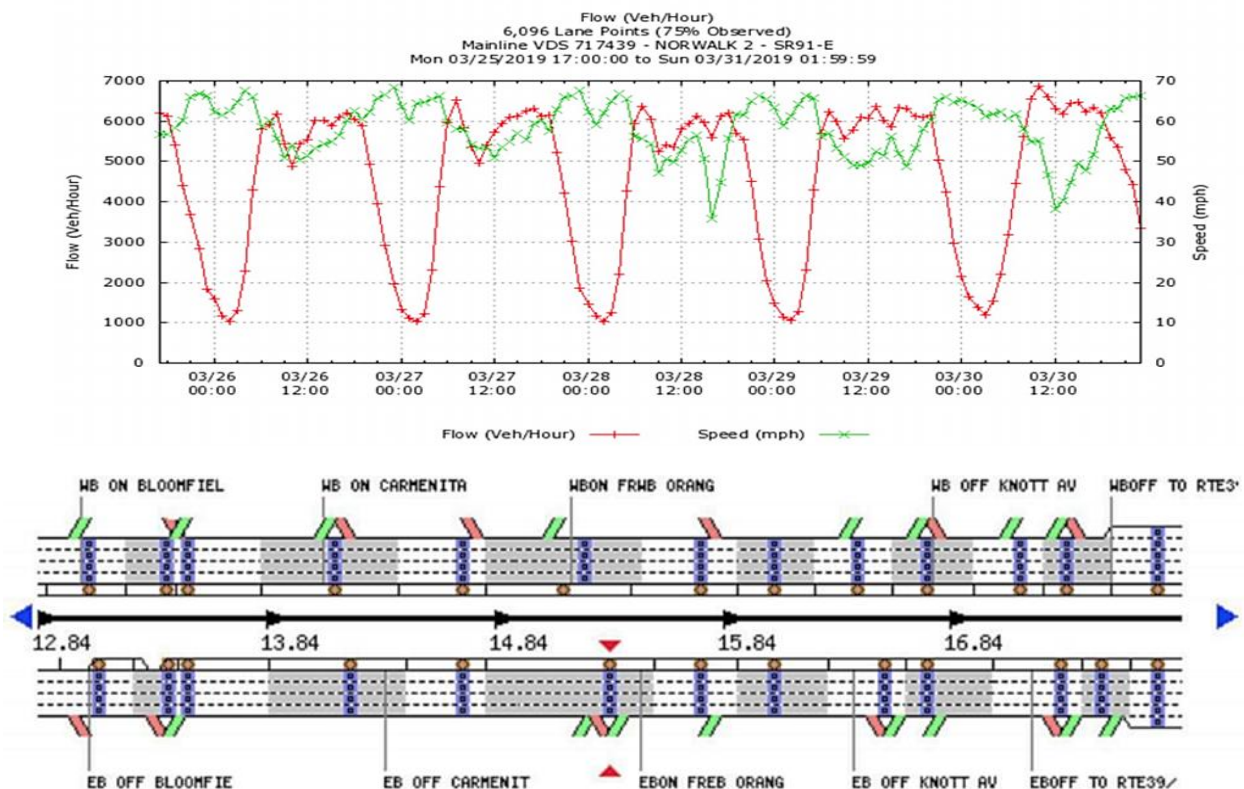 Flow (Veh/Hour)
6,096 Lane Points (75% Observed)
Mainline VDS 717439 - NORWALK 2 - SR91-E
Mon 03/25/2019 17:00:00 to Sun 03/31/2019 01:59:59
7000
6000
5000
4000
3000
2000
1000
0
Flow (Veh/Hour)
70
60
50
40
30
20
10
0
Speed (mph)
03/26 03/26 03/27 03/27 03/28 03/28 03/29 03/29 03/30 03/30
00:00 12:00 00:00 12:00 00:00 12:00 00:00 12:00 00:00 12:00
Flow (Veh/Hour) Speed (mph)
WB ON BLOOMFIEL WB ON CARMENITA WBON FRWB ORANG WB OFF KNOTT AV WBOFF TO RTE3
12.84 13.84 14.84 15.84 16.84
EB OFF BLOOMFIE EB OFF CARMENIT EBON FREB ORANG EB OFF KNOTT AV EBOFF TO RTE39/